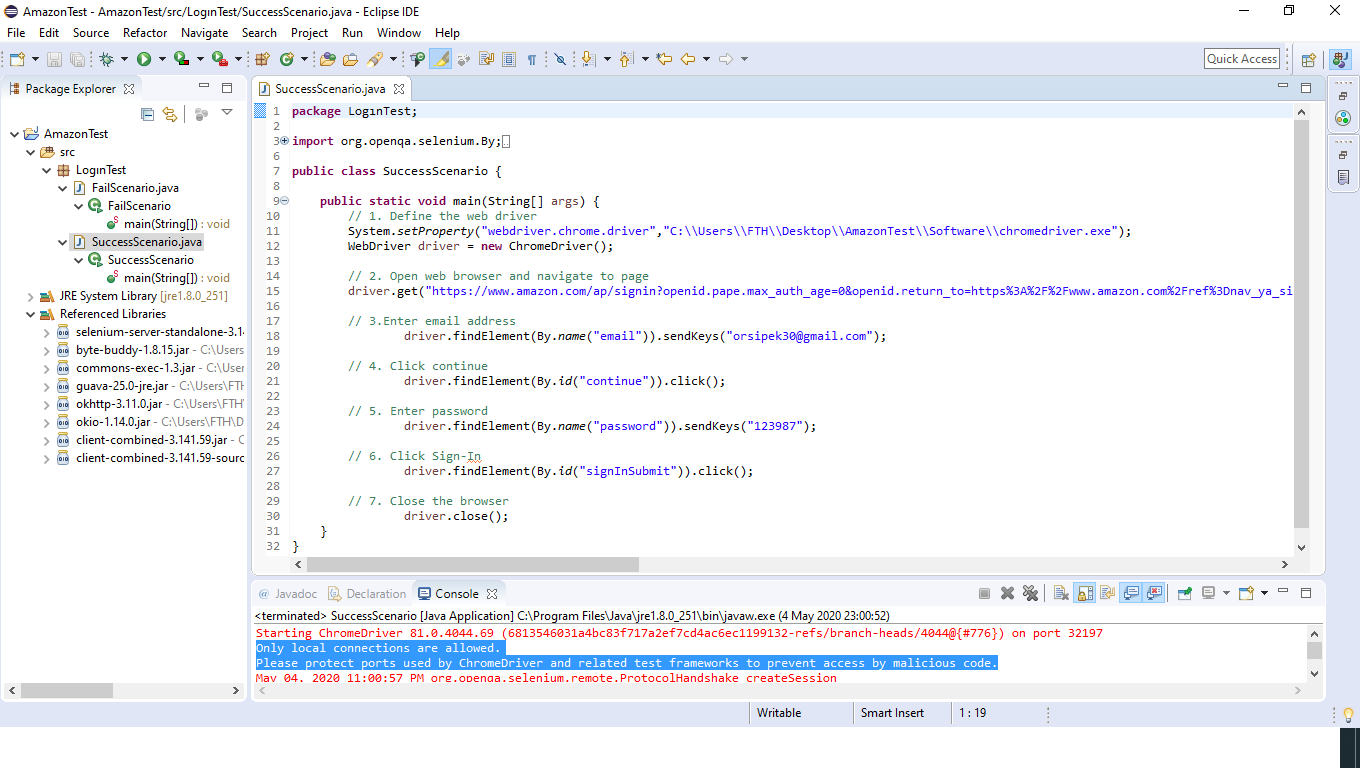 AmazonTest - AmazonTest/src/LogınTest/SuccessScenario.java - Eclipse IDE
File Edit Source Refactor Navigate Search Project Run Window Help
Quick Access
Package Explorer
AmazonTest
src
LogınTest
FailScenario.java
FailScenario
main(String[]) : void
SuccessScenario.java
SuccessScenario
main(String[]) : void
JRE System Library [jre1.8.0_251]
Referenced Libraries
selenium-server-standalone-3.1
byte-buddy-1.8.15.jar - C:\Users
commons-exec-1.3.jar - C:\User
guava-25.0-jre.jar - C:\Users\FTH
okhttp-3.11.0.jar - C:\Users\FTH\
okio-1.14.0.jar - C:\Users\FTH\D
client-combined-3.141.59.jar - C
client-combined-3.141.59-sourc
SuccessScenario.java
1 package LogınTest;
2
3 import org.openqa.selenium.By;
6
7 public class SuccessScenario {
8
9 public static void main(String[] args) {
10 // 1. Define the web driver
11 System.setProperty("webdriver.chrome.driver","C:\\Users\\FTH\\Desktop\\AmazonTest\\Software\\chromedriver.exe");
12 WebDriver driver = new ChromeDriver();
13
14 // 2. Open web browser and navigate to page
15 driver.get("https://www.amazon.com/ap/signin?openid.pape.max_auth_age=0&openid.return_to=https%3A%2F%2Fwww.amazon.com%2Fref%3Dnav_ya_si
16
17 // 3.Enter email address
18 driver.findElement(By.name("email")).sendKeys("orsipek30@gmail.com");
19
20 // 4. Click continue
21 driver.findElement(By.id("continue")).click();
22
23 // 5. Enter password
24 driver.findElement(By.name("password")).sendKeys("123987");
25
26 // 6. Click Sign-In
27 driver.findElement(By.id("signInSubmit")).click();
28
29 // 7. Close the browser
30 driver.close();
31 }
32 }
Javadoc Declaration Console
<terminated> SuccessScenario [Java Application] C:\Program Files\Java\jre1.8.0_251\bin\javaw.exe (4 May 2020 23:00:52)
Starting ChromeDriver 81.0.4044.69 (6813546031a4bc83f717a2ef7cd4ac6ec1199132-refs/branch-heads/4044@{#776}) on port 32197
Only local connections are allowed.
Please protect ports used by ChromeDriver and related test frameworks to prevent access by malicious code.
May 04, 2020 11:00:57 PM org.openqa.selenium.remote.ProtocolHandshake createSession
Writable Smart Insert 1 : 19